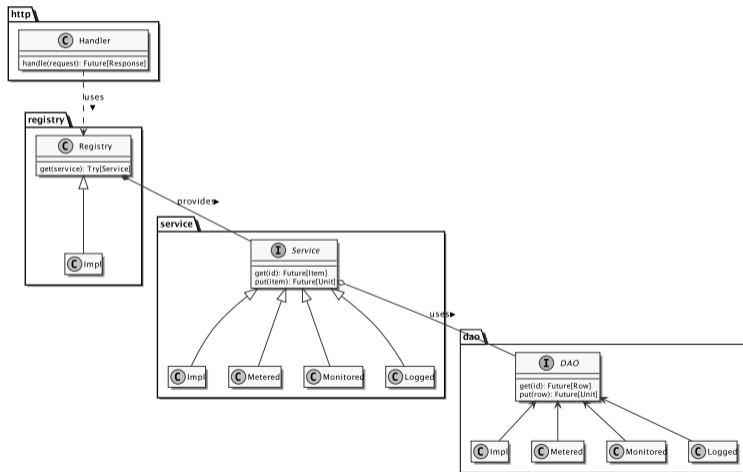 http
C Handler
handle(request): Future[Response]
uses
registry
C Registry
get(service): Try[Service]
provides
C Impl
service
I Service
get(id): Future[Item]
put(item): Future[Unit]
uses
C Impl
C Metered
C Monitored
C Logged
dao
I DAO
get(id): Future[Row]
put(row): Future[Unit]
C Impl
C Metered
C Monitored
C Logged